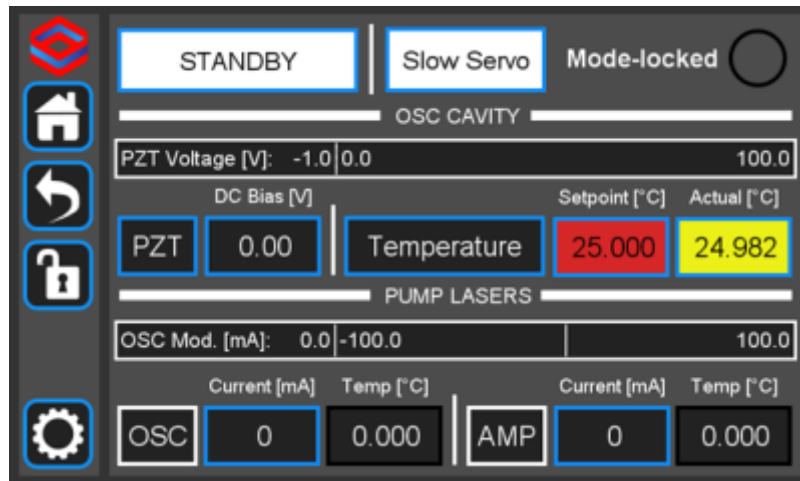 STANDBY Slow Servo Mode-locked
OSC CAVITY
PZT Voltage [V]: -1.0 0.0 100.0
DC Bias [V] Setpoint [°C] Actual [°C]
PZT 0.00 Temperature 25.000 24.982
PUMP LASERS
OSC Mod. [mA]: 0.0 -100.0 100.0
Current [mA] Temp [°C] Current [mA] Temp [°C]
OSC 0 0.000 AMP 0 0.000